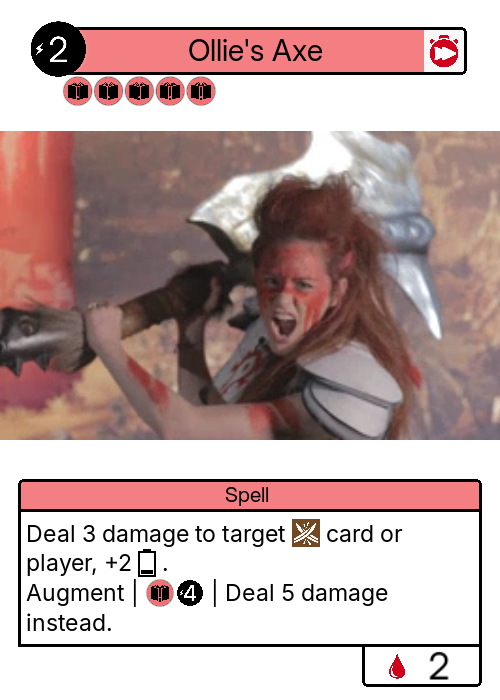 2
Ollie's Axe
Spell
Deal 3 damage to target card or
player, +2 .
Augment | 4 | Deal 5 damage
instead.
2